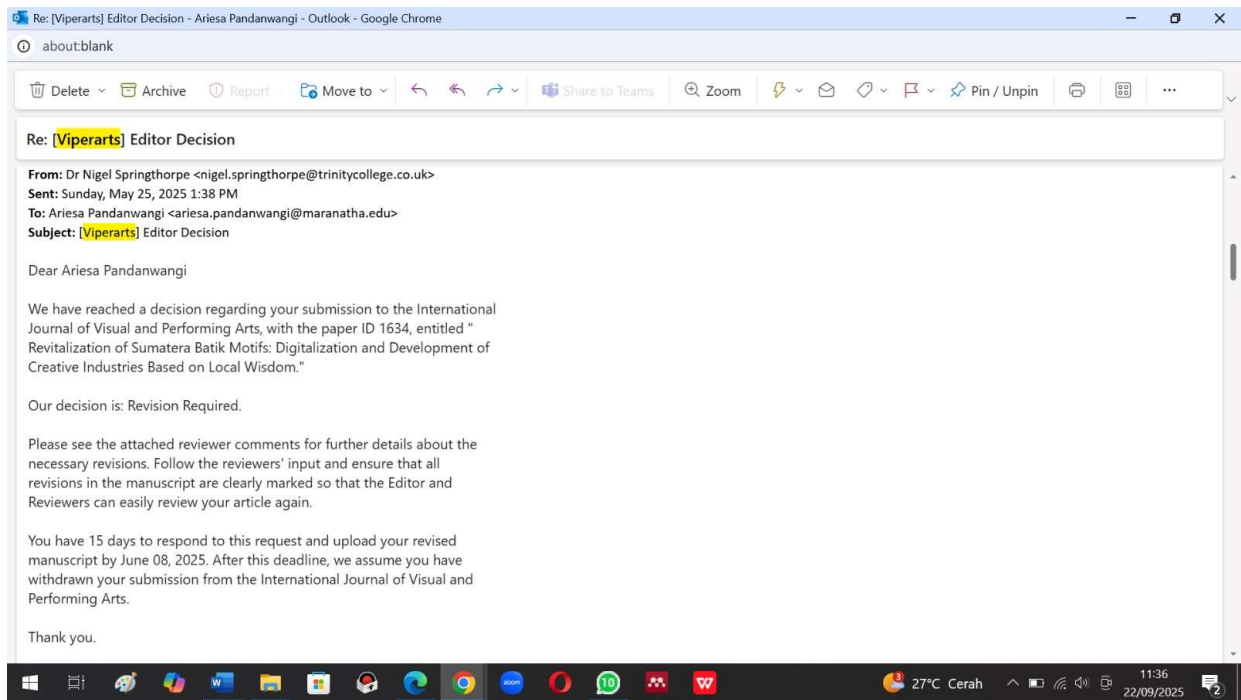 Re: [Viperarts] Editor Decision - Ariesa Pandanwangi - Outlook - Google Chrome
about:blank
Delete Archive Report Move to Share to Teams Zoom Pin / Unpin
Re: [Viperarts] Editor Decision
From: Dr Nigel Springthorpe <nigel.springthorpe@trinitycollege.co.uk>
Sent: Sunday, May 25, 2025 1:38 PM
To: Ariesa Pandanwangi <ariesa.pandanwangi@maranatha.edu>
Subject: [Viperarts] Editor Decision
Dear Ariesa Pandanwangi
We have reached a decision regarding your submission to the International
Journal of Visual and Performing Arts, with the paper ID 1634, entitled "
Revitalization of Sumatera Batik Motifs: Digitalization and Development of
Creative Industries Based on Local Wisdom."
Our decision is: Revision Required.
Please see the attached reviewer comments for further details about the
necessary revisions. Follow the reviewers' input and ensure that all
revisions in the manuscript are clearly marked so that the Editor and
Reviewers can easily review your article again.
You have 15 days to respond to this request and upload your revised
manuscript by June 08, 2025. After this deadline, we assume you have
withdrawn your submission from the International Journal of Visual and
Performing Arts.
Thank you.
zoom 10 W 27°C Cerah 11:36
22/09/2025 2